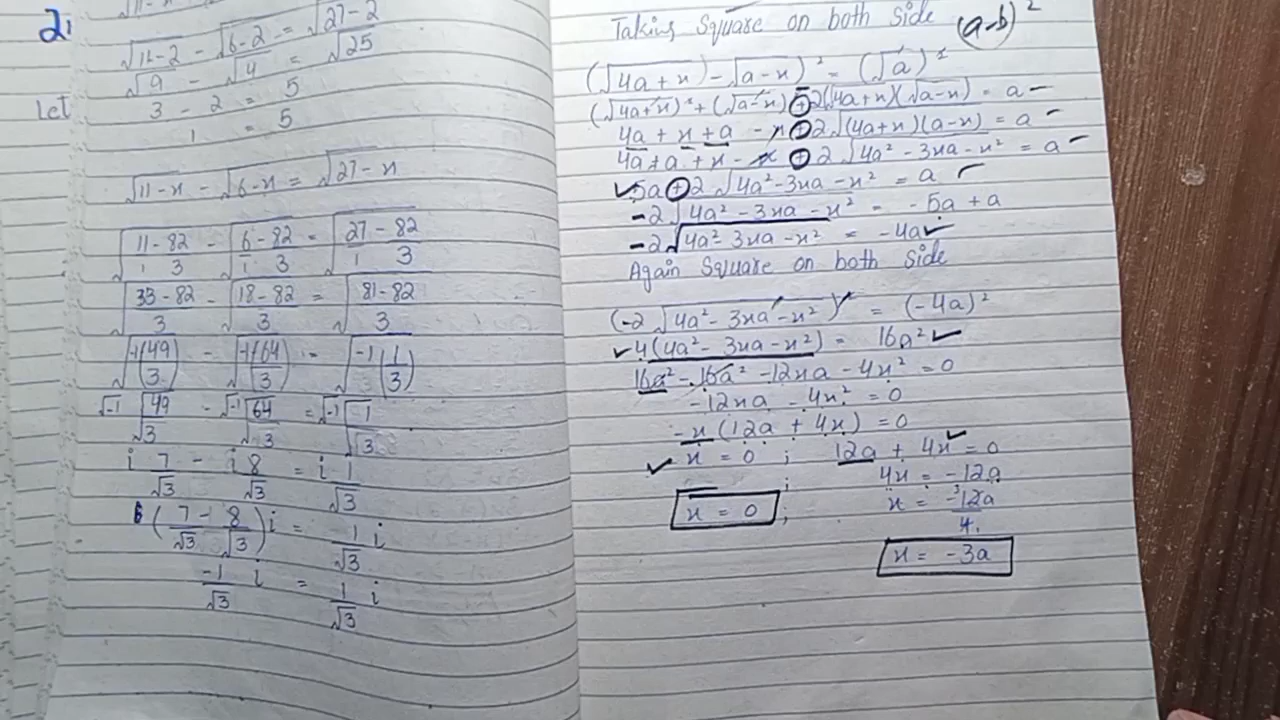 2)
√11-2 - √6-2 = √27-2
√9 - √4 = √25
Let
3 - 2 = 5
1 = 5
√11-x - √6-x = √27-x
√11/1 - 82/3 - √6/1 - 82/3 = √27/1 - 82/3
√33-82/3 - √18-82/3 = √81-82/3
√-1(49/3) - √-1(64/3) = √-1(1/3)
√-1 √49/√3 - √-1 √64/√3 = √-1 √1/√3
i 7/√3 - i 8/√3 = i 1/√3
(7/√3 - 8/√3)i = 1/√3 i
-1/√3 i = 1/√3 i
Taking Square on both side (a-b)²
(√4a+x) - √a-x)² = (√a)²
(√4a+x)² + (√a-x) - 2(√4a+x)(√a-x) = a
4a + x + a - x - 2√(4a+x)(a-x) = a
4a + a + x - x - 2√4a² - 3xa - x² = a
5a - 2√4a² - 3xa - x² = a
-2√4a² - 3xa - x² = -5a + a
-2√4a² - 3xa - x² = -4a
Again Square on both side
(-2√4a² - 3xa - x²)² = (-4a)²
4(4a² - 3xa - x²) = 16a²
16a² - 16a² - 12xa - 4x² = 0
-12xa - 4x² = 0
-x(12a + 4x) = 0
x = 0 ; 12a + 4x = 0
; 4x = -12a
x = 0 ; x = -12a/4
x = -3a